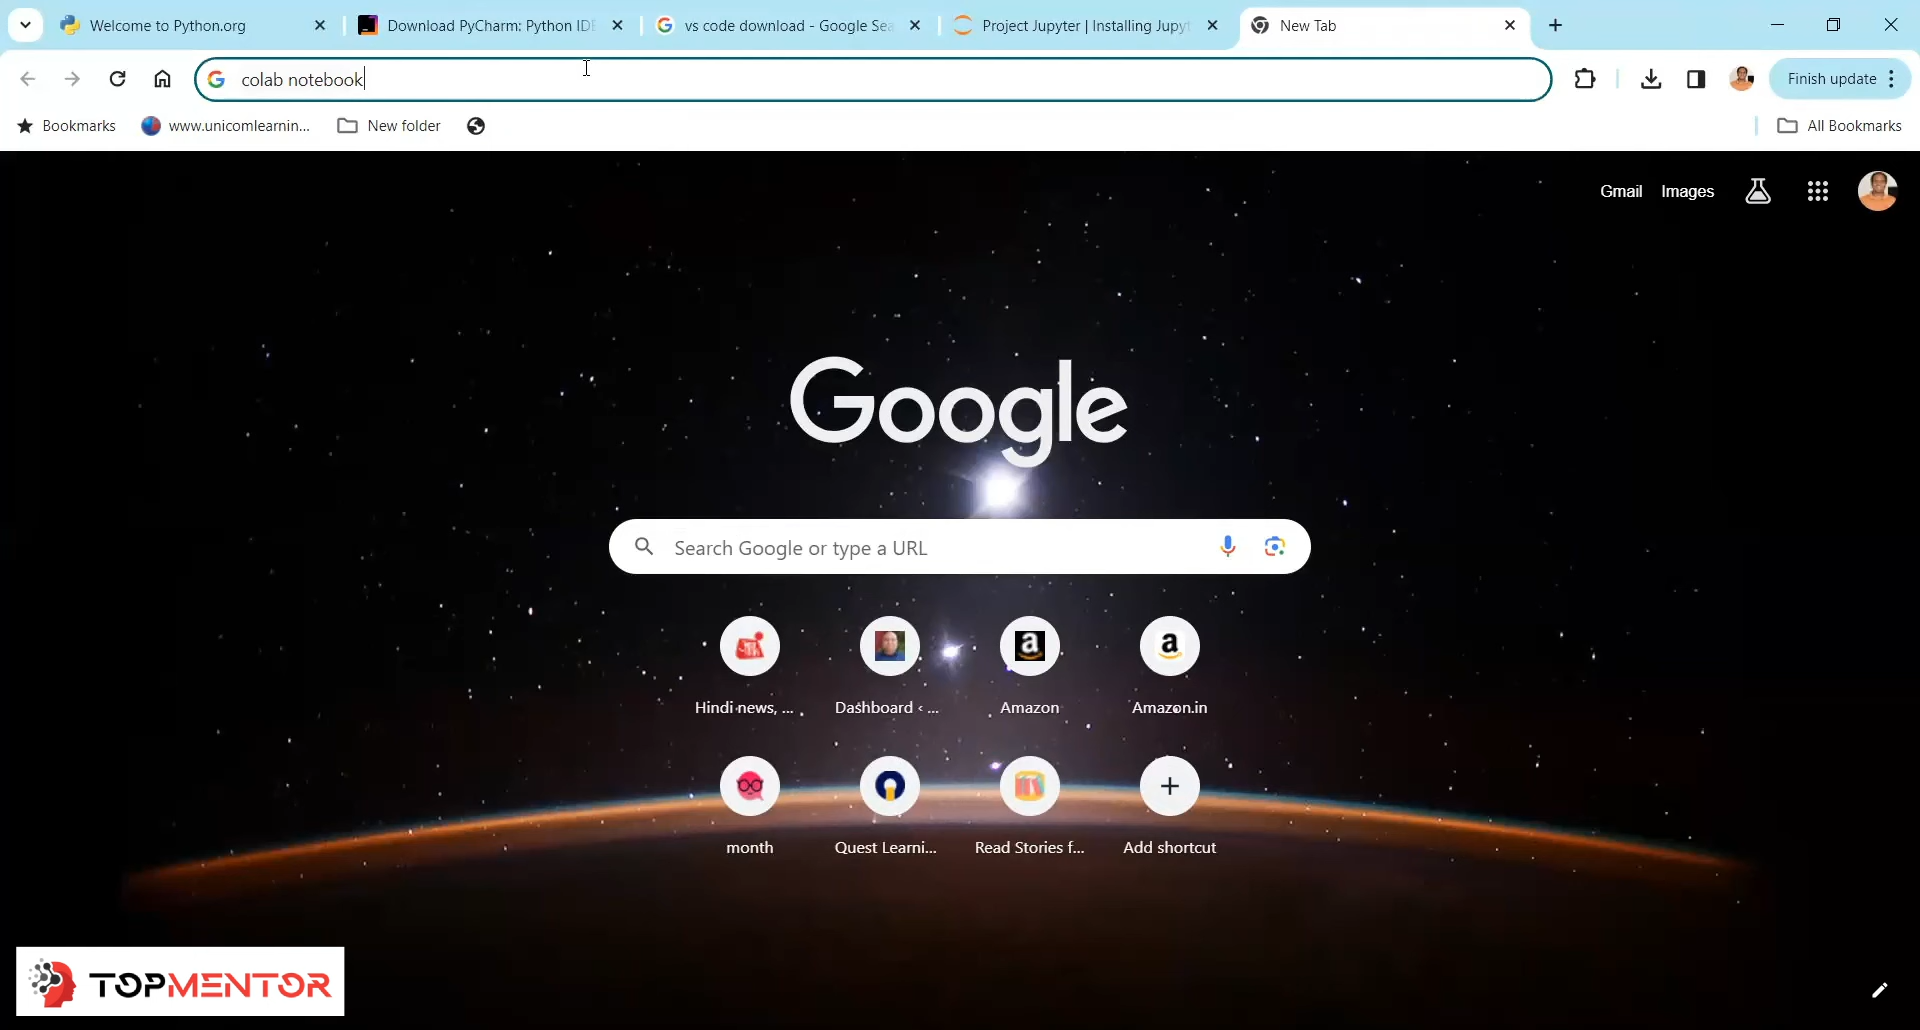 Welcome to Python.org
Download PyCharm: Python IDE
vs code download - Google Sea
Project Jupyter | Installing Jupyt
New Tab
colab notebook
Finish update
Bookmarks
www.unicomlearnin...
New folder
All Bookmarks
Gmail
Images
Google
Search Google or type a URL
Hindi news, ...
Dashboard ‹ ...
Amazon
Amazon.in
month
Quest Learni...
Read Stories f...
Add shortcut
TOPMENTOR